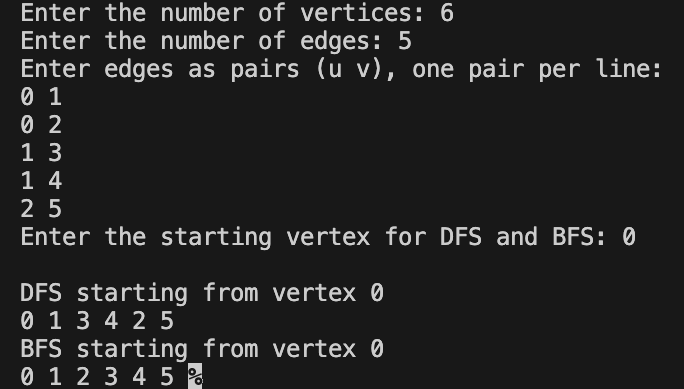 Enter the number of vertices: 6
Enter the number of edges: 5
Enter edges as pairs (u v), one pair per line:
0 1
0 2
1 3
1 4
2 5
Enter the starting vertex for DFS and BFS: 0
DFS starting from vertex 0
0 1 3 4 2 5
BFS starting from vertex 0
0 1 2 3 4 5 %